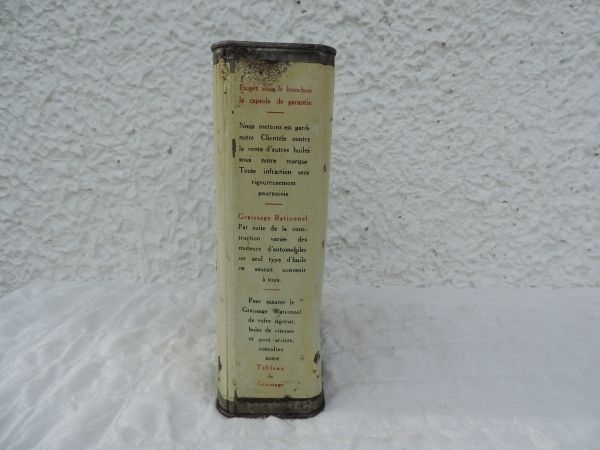 Exigez sous le bouchon
la capsule de garantie
Nous mettons en garde
notre Clientèle contre
la vente d'autres huiles
sous notre marque
Toute infraction sera
rigoureusement
poursuivie
Graissage Rationnel
Par suite de la cons-
truction variée des
moteurs d'automobiles
un seul type d'huile
ne saurait convenir
à tous.
Pour assurer le
Graissage Rationnel
de votre moteur,
boîte de vitesses
et pont-arrière,
consultez
notre
Tableau
de
Graissage